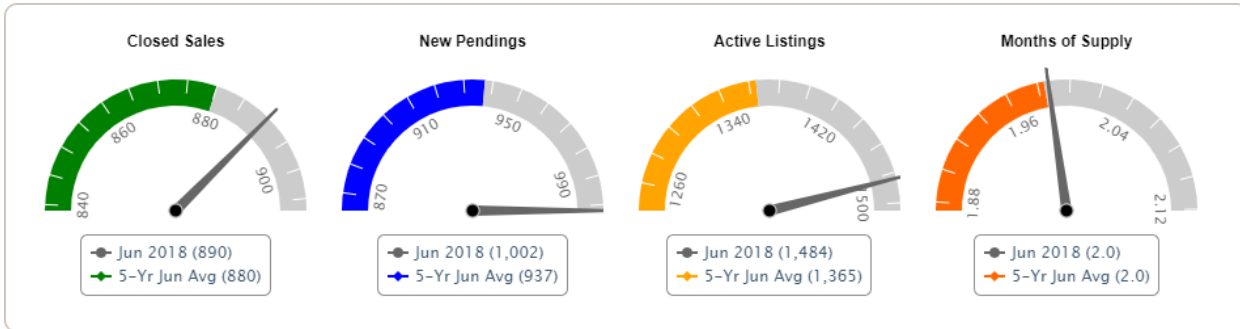 Closed Sales
840
860
880
900
Jun 2018 (890)
5-Yr Jun Avg (880)
New Pendings
870
910
950
990
Jun 2018 (1,002)
5-Yr Jun Avg (937)
Active Listings
1260
1340
1420
1500
Jun 2018 (1,484)
5-Yr Jun Avg (1,365)
Months of Supply
1.88
1.96
2.04
2.12
Jun 2018 (2.0)
5-Yr Jun Avg (2.0)